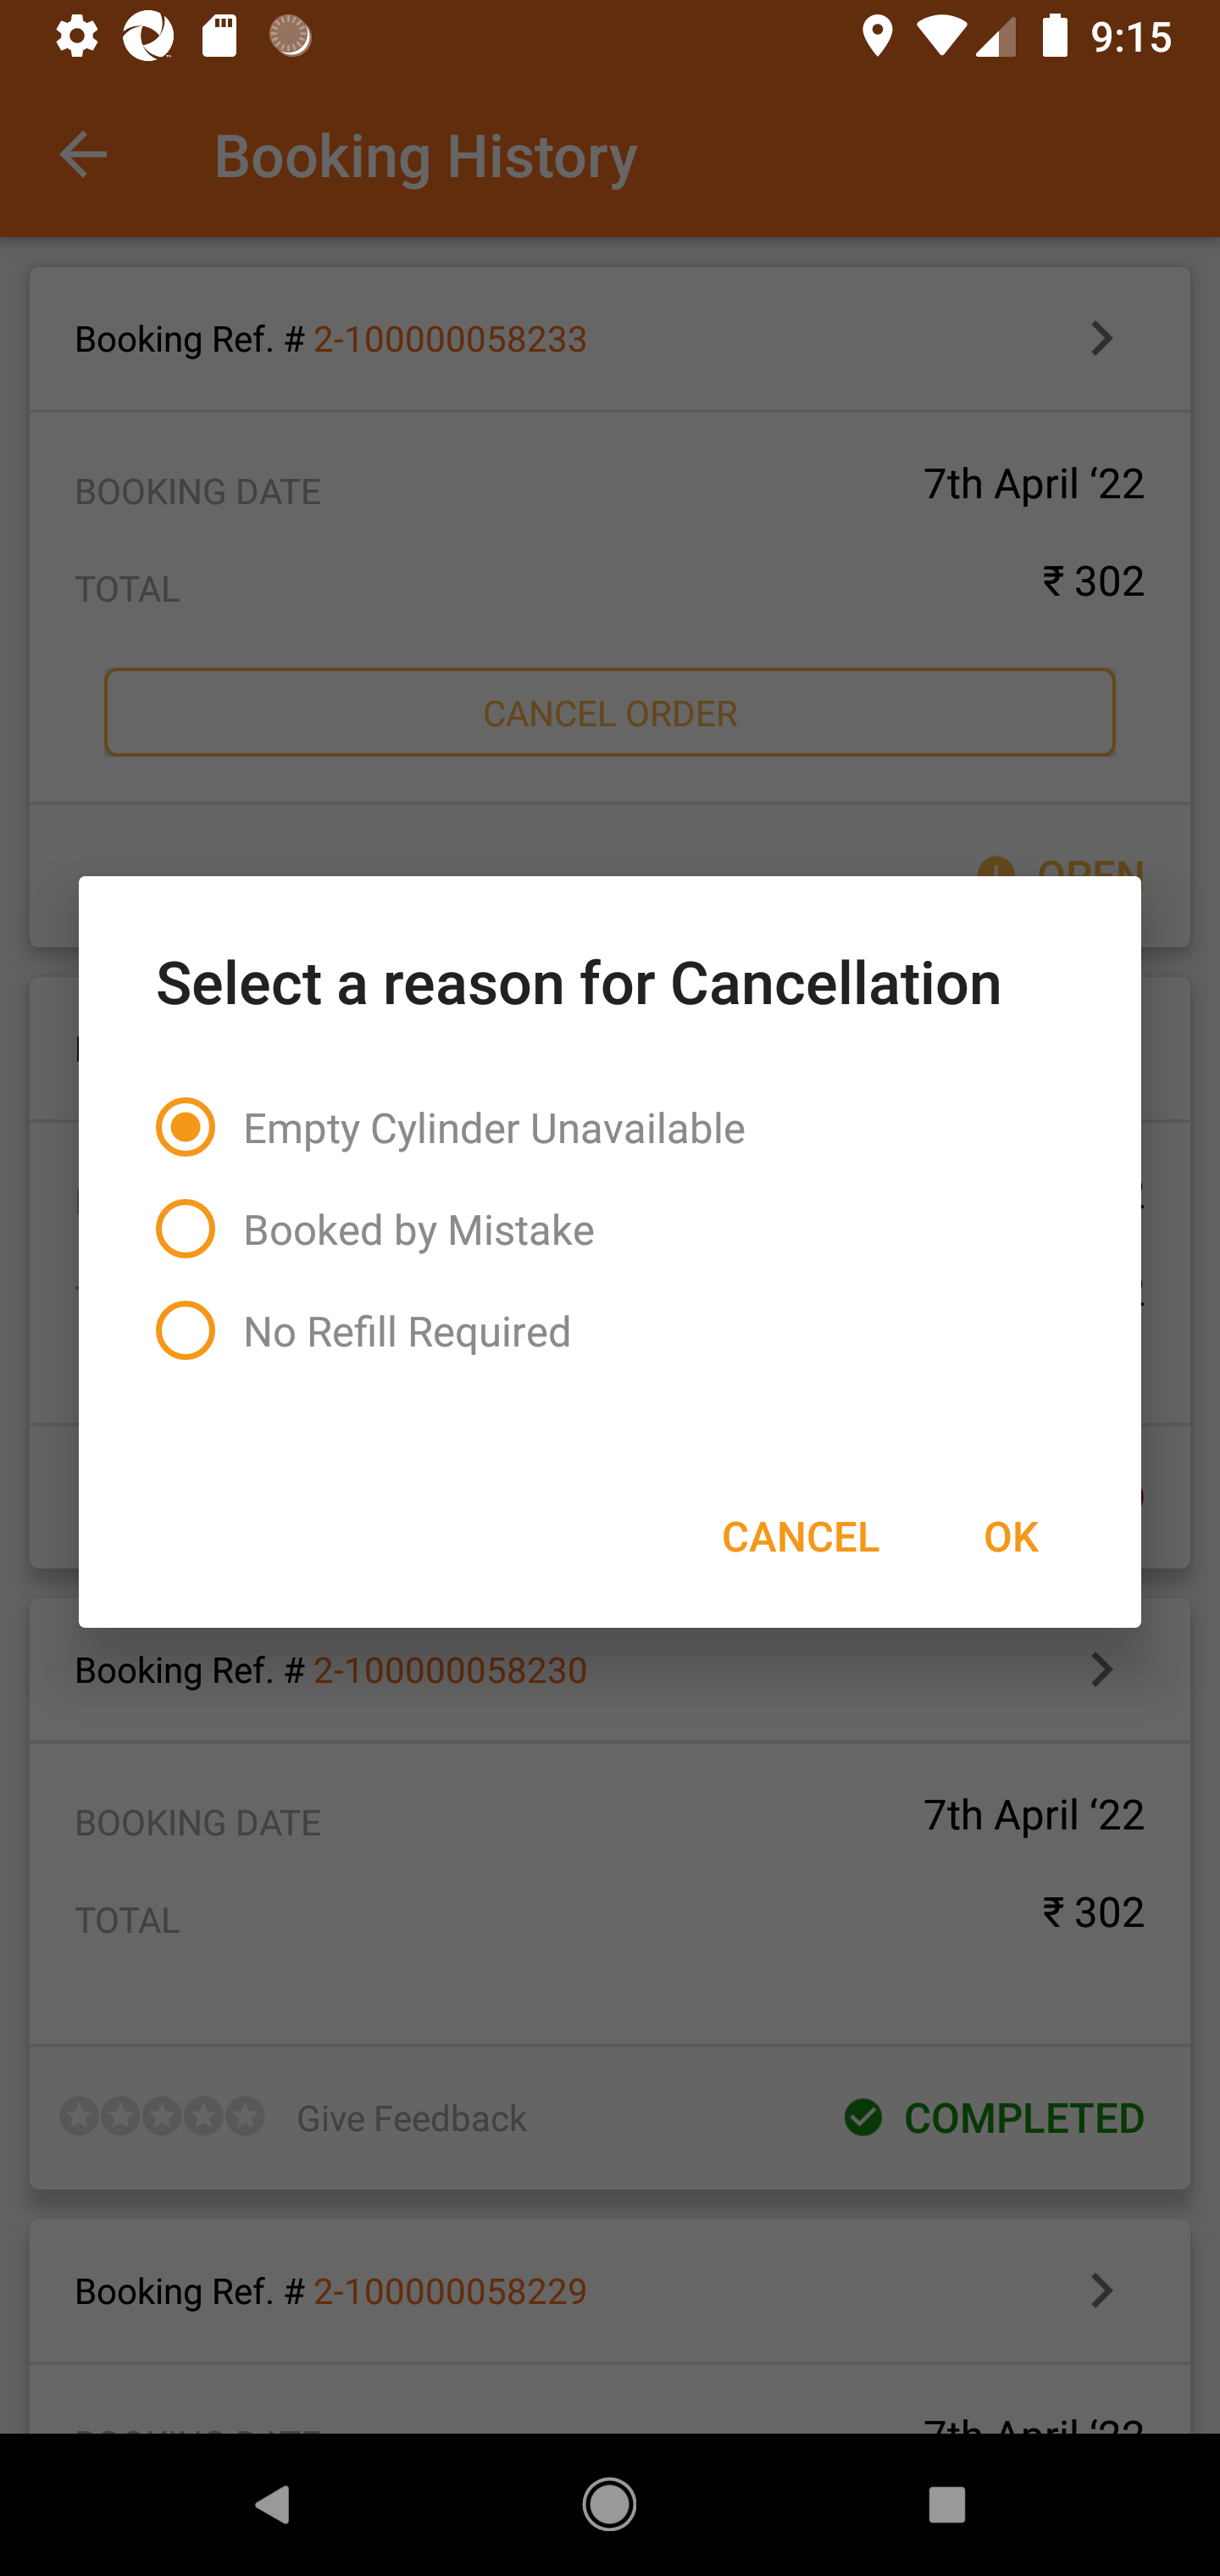 9:15
Booking History
Booking Ref. # 2-100000058233
BOOKING DATE 7th April ‘22
TOTAL ₹ 302
CANCEL ORDER
OPEN
Select a reason for Cancellation
Empty Cylinder Unavailable
Booked by Mistake
No Refill Required
CANCEL OK
Booking Ref. # 2-100000058230
BOOKING DATE 7th April ‘22
TOTAL ₹ 302
Give Feedback COMPLETED
Booking Ref. # 2-100000058229
BOOKING DATE 7th April ‘22